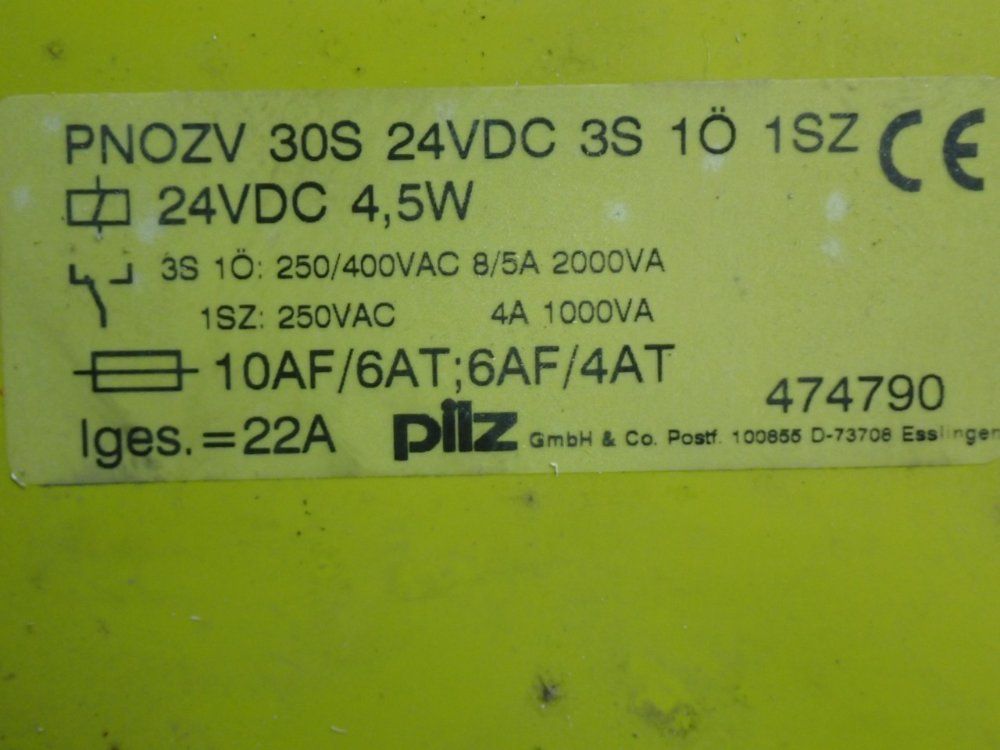 PNOZV 30S 24VDC 3S 1Ö 1SZ CE
24VDC 4,5W
3S 1Ö: 250/400VAC 8/5A 2000VA
1SZ: 250VAC 4A 1000VA
10AF/6AT;6AF/4AT
474790
Iges.=22A pilz GmbH & Co. Postf. 100855 D-73708 Esslingen